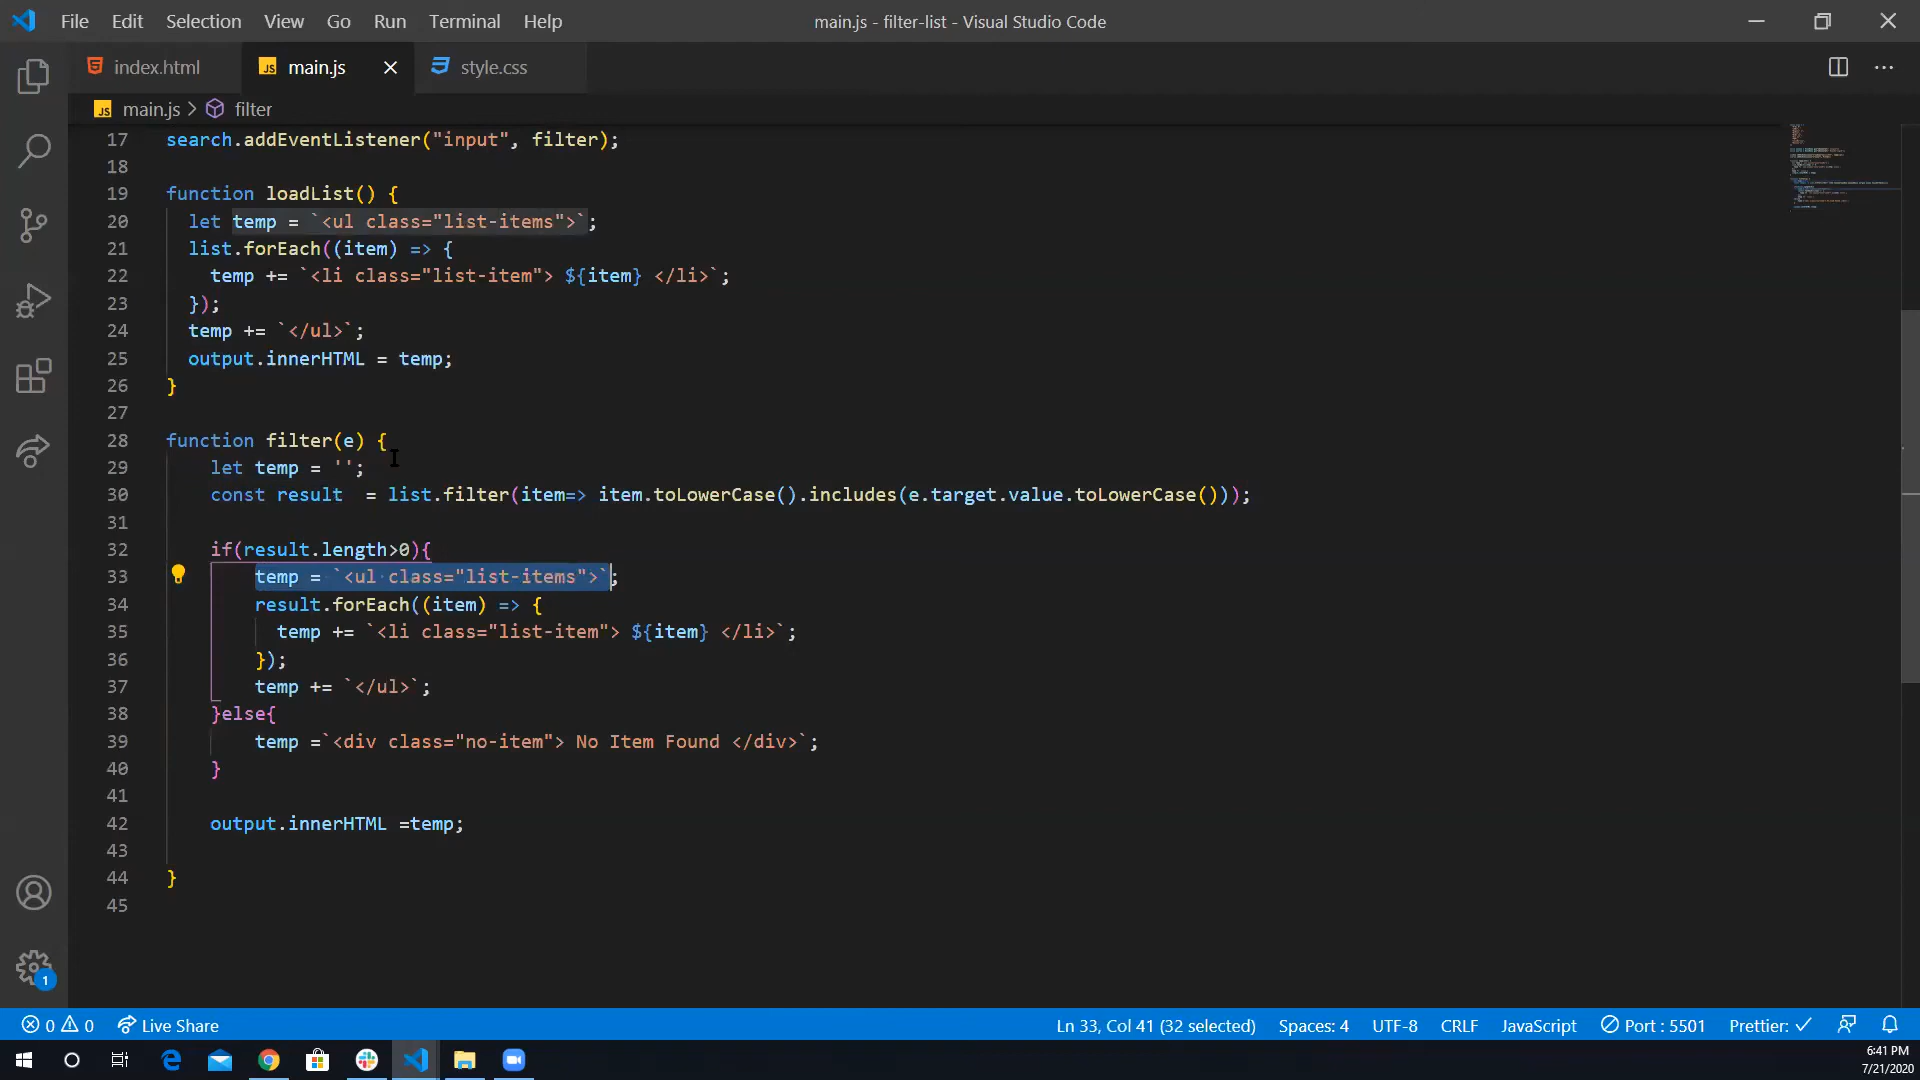 File Edit Selection View Go Run Terminal Help main.js - filter-list - Visual Studio Code
index.html JS main.js style.css
JS main.js > filter
17 search.addEventListener("input", filter);
18
19 function loadList() {
20 let temp = `<ul class="list-items">`;
21 list.forEach((item) => {
22 temp += `<li class="list-item"> ${item} </li>`;
23 });
24 temp += `</ul>`;
25 output.innerHTML = temp;
26 }
27
28 function filter(e) {
29 let temp = '';
30 const result  = list.filter(item=> item.toLowerCase().includes(e.target.value.toLowerCase()));
31
32 if(result.length>0){
33 temp = `<ul class="list-items">`;
34 result.forEach((item) => {
35 temp += `<li class="list-item"> ${item} </li>`;
36 });
37 temp += `</ul>`;
38 }else{
39 temp =`<div class="no-item"> No Item Found </div>`;
40 }
41
42 output.innerHTML =temp;
43
44 }
45
1
0 0 Live Share Ln 33, Col 41 (32 selected) Spaces: 4 UTF-8 CRLF JavaScript Port : 5501 Prettier: ✓
6:41 PM
7/21/2020